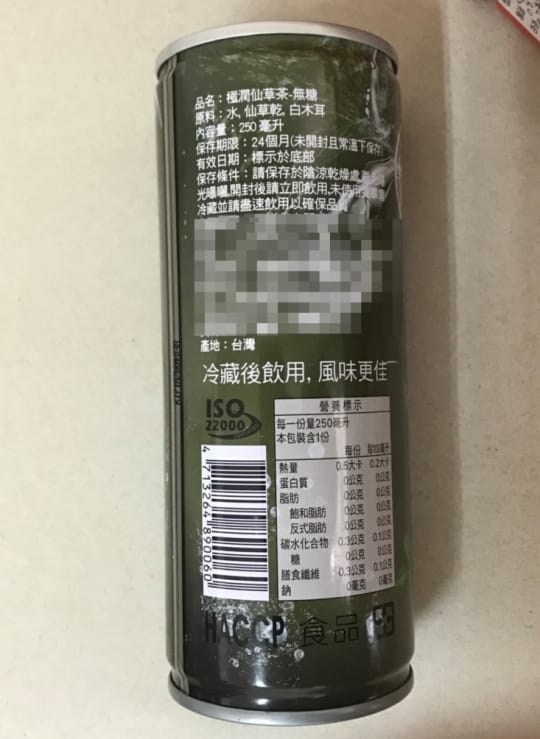 品名：極潤仙草茶-無糖
原料：水, 仙草乾, 白木耳
內容量：250 毫升
保存期限：24個月(未開封且常溫下保存)
有效日期：標示於底部
保存條件：請保存於陰涼乾燥處
光曝曬,開封後請立即飲用,未使用
冷藏並請盡速飲用以確保品質
產地：台灣
冷藏後飲用, 風味更佳
ISO
22000
營養標示
每一份量250毫升
本包裝含1份
每份 每100毫升
熱量 0.6大卡 0.2大卡
蛋白質 0公克 0公克
脂肪 0公克 0公克
飽和脂肪 0公克 0公克
反式脂肪 0公克 0公克
碳水化合物 0.3公克 0.1公克
糖 0公克 0公克
膳食纖維 0.3公克 0.1公克
鈉 0毫克 0毫克
4 713264 890060
HACCP 食品